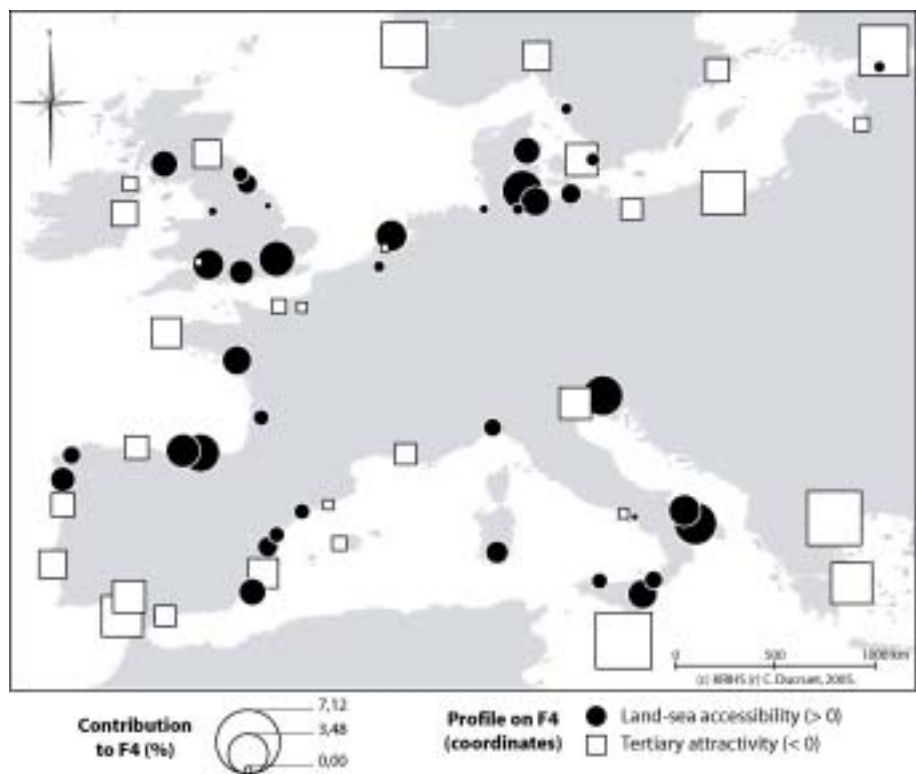 0 500 1000 km
C. Ducruet, 2005.
Contribution
to F4 (%)
7,12
3,48
0,00
Profile on F4
(coordinates)
Land-sea accessibility (> 0)
Tertiary attractivity (< 0)